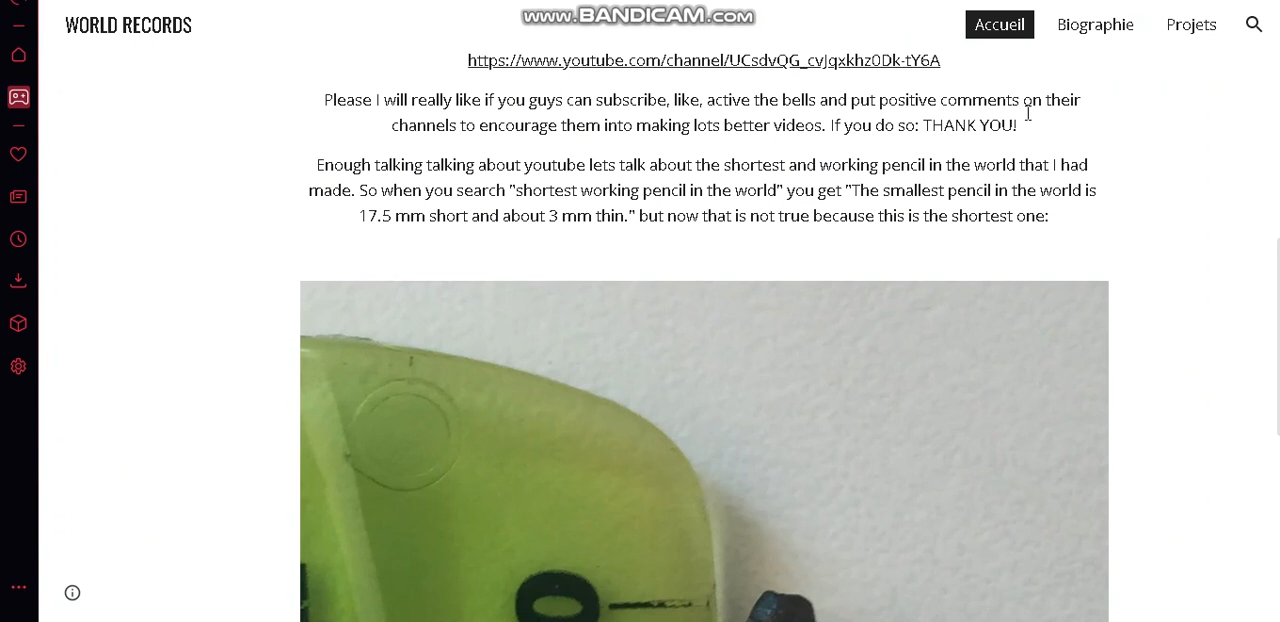 www.BANDICAM.com
WORLD RECORDS
Accueil
Biographie
Projets
https://www.youtube.com/channel/UCsdvQG_cvJqxkhz0Dk-tY6A
Please I will really like if you guys can subscribe, like, active the bells and put positive comments on their
channels to encourage them into making lots better videos. If you do so: THANK YOU!
Enough talking talking about youtube lets talk about the shortest and working pencil in the world that I had
made. So when you search "shortest working pencil in the world" you get "The smallest pencil in the world is
17.5 mm short and about 3 mm thin." but now that is not true because this is the shortest one:
0